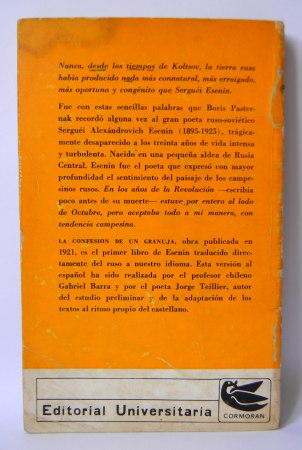 Nunca, desde los tiempos de Koltsov, la tierra rusa
había producido nada más connatural, más erraigado,
más oportuno y congénito que Serguéi Esenin.
Fue con estas sencillas palabras que Boris Paster-
nak recordó alguna vez al gran poeta ruso-soviético
Serguéi Alexándrovich Esenin (1895-1925), trágica-
mente desaparecido a los treinta años de vida intensa
y turbulenta. Nacido en una pequeña aldea de Rusia
Central, Esenin fue el poeta que expresó con mayor
profundidad el sentimiento del paisaje de los campe-
sinos rusos. En los años de la Revolución —escribía
poco antes de su muerte— estuve por entero al lado
de Octubre, pero aceptaba todo a mi manera, con
tendencia campesina.
LA CONFESION DE UN GRANUJA, obra publicada en
1921, es el primer libro de Esenin traducido direc-
tamente del ruso a nuestro idioma. Esta versión al
español ha sido realizada por el profesor chileno
Gabriel Barra y por el poeta Jorge Teillier, autor
del estudio preliminar y de la adaptación de los
textos al ritmo propio del castellano.
Editorial Universitaria
CORMORAN